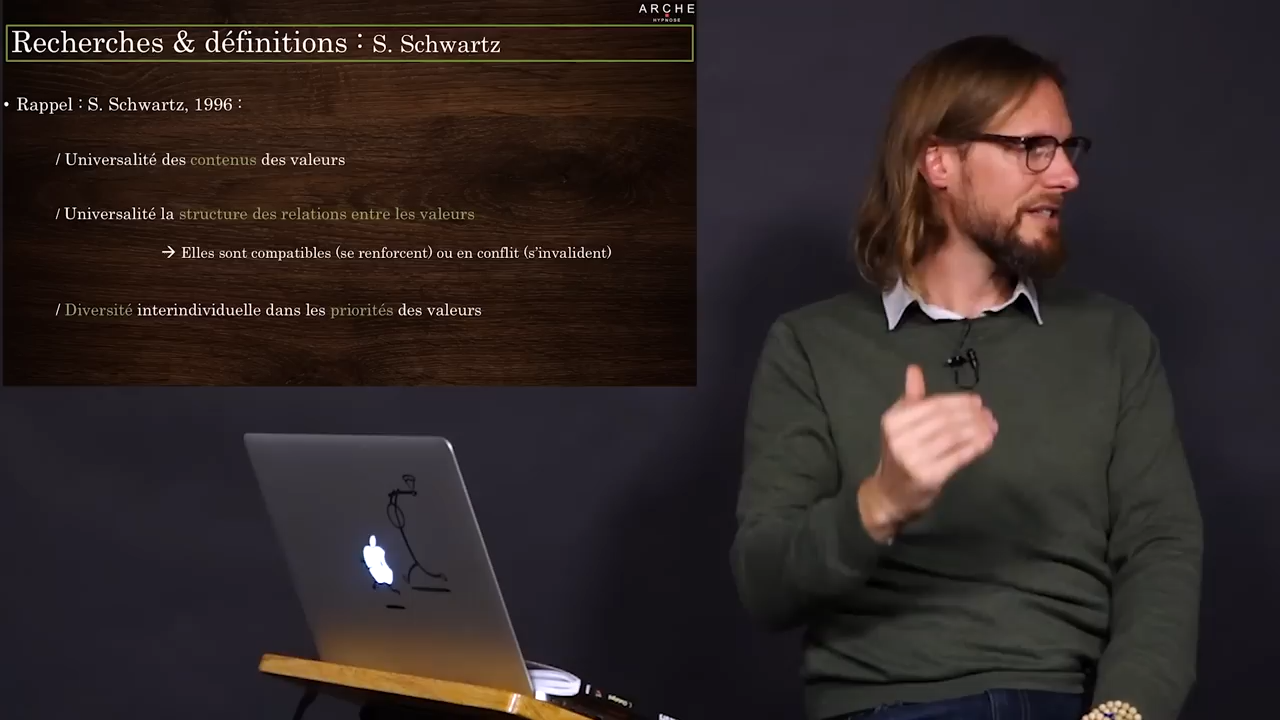 ARCHE
HYPNOSE
Recherches & définitions : S. Schwartz
• Rappel : S. Schwartz, 1996 :
/ Universalité des contenus des valeurs
/ Universalité la structure des relations entre les valeurs
→ Elles sont compatibles (se renforcent) ou en conflit (s'invalident)
/ Diversité interindividuelle dans les priorités des valeurs